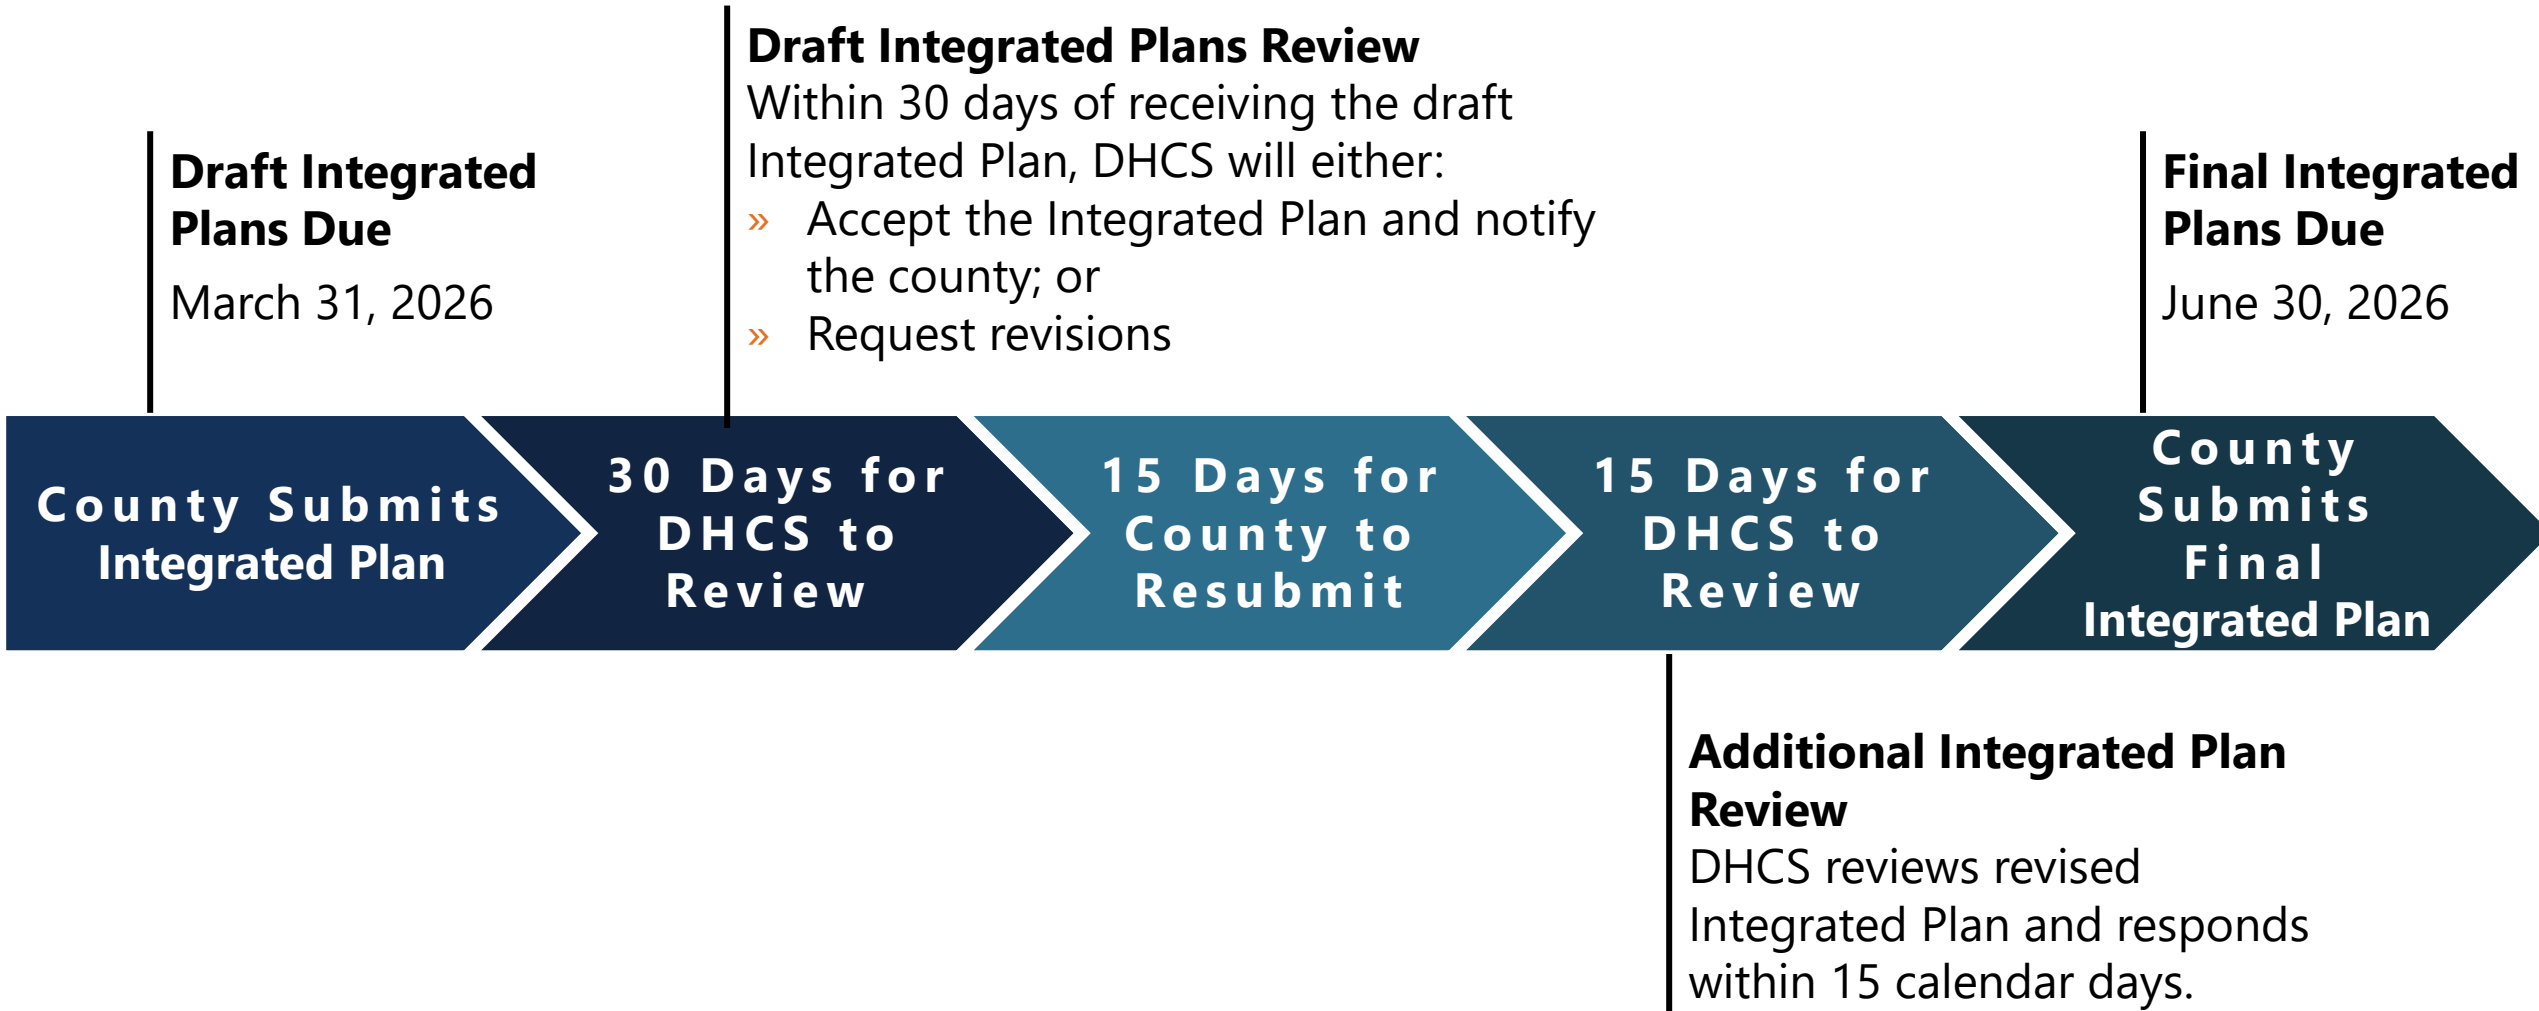 Draft Integrated
Plans Due
March 31, 2026
Draft Integrated Plans Review
Within 30 days of receiving the draft
Integrated Plan, DHCS will either:
» Accept the Integrated Plan and notify
the county; or
» Request revisions
Final Integrated
Plans Due
June 30, 2026
County Submits
Integrated Plan
30 Days for
DHCS to
Review
15 Days for
County to
Resubmit
15 Days for
DHCS to
Review
County
Submits
Final
Integrated Plan
Additional Integrated Plan
Review
DHCS reviews revised
Integrated Plan and responds
within 15 calendar days.